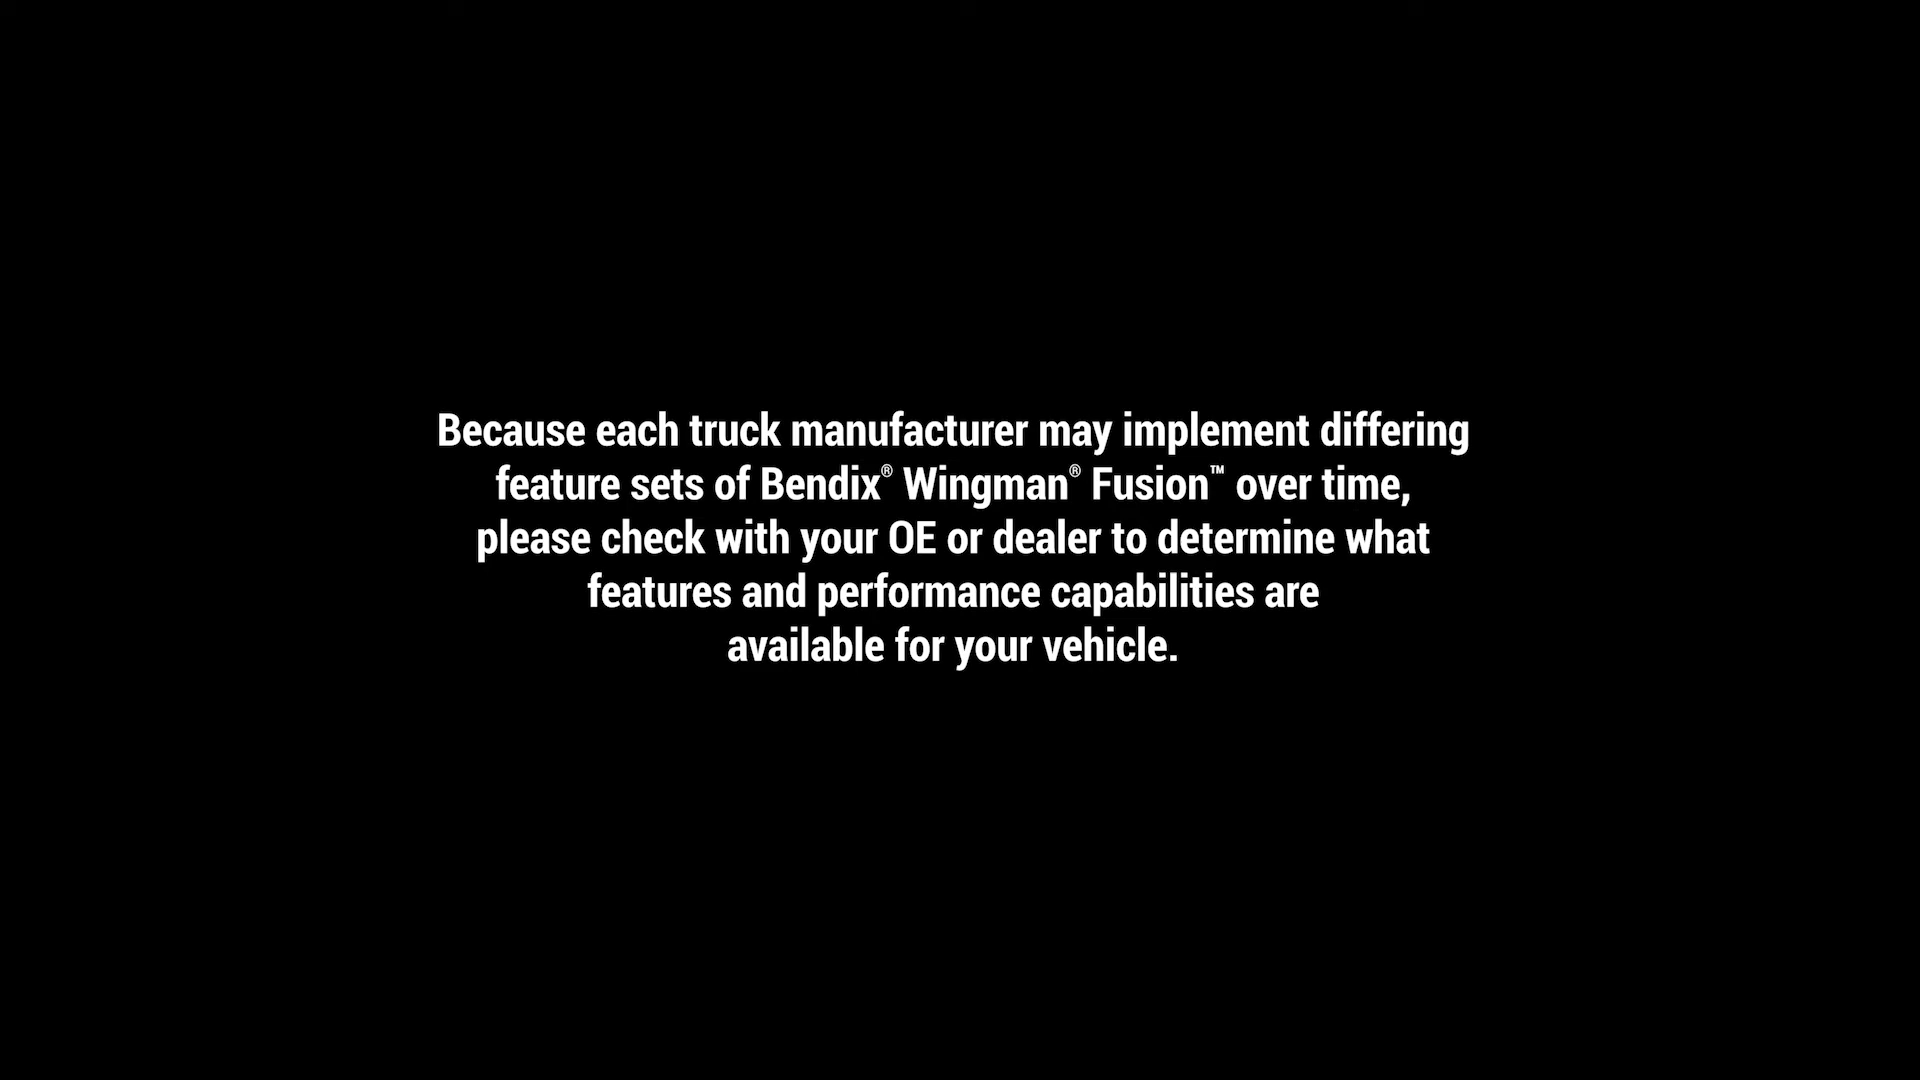 Because each truck manufacturer may implement differing
feature sets of Bendix® Wingman® Fusion™ over time,
please check with your OE or dealer to determine what
features and performance capabilities are
available for your vehicle.